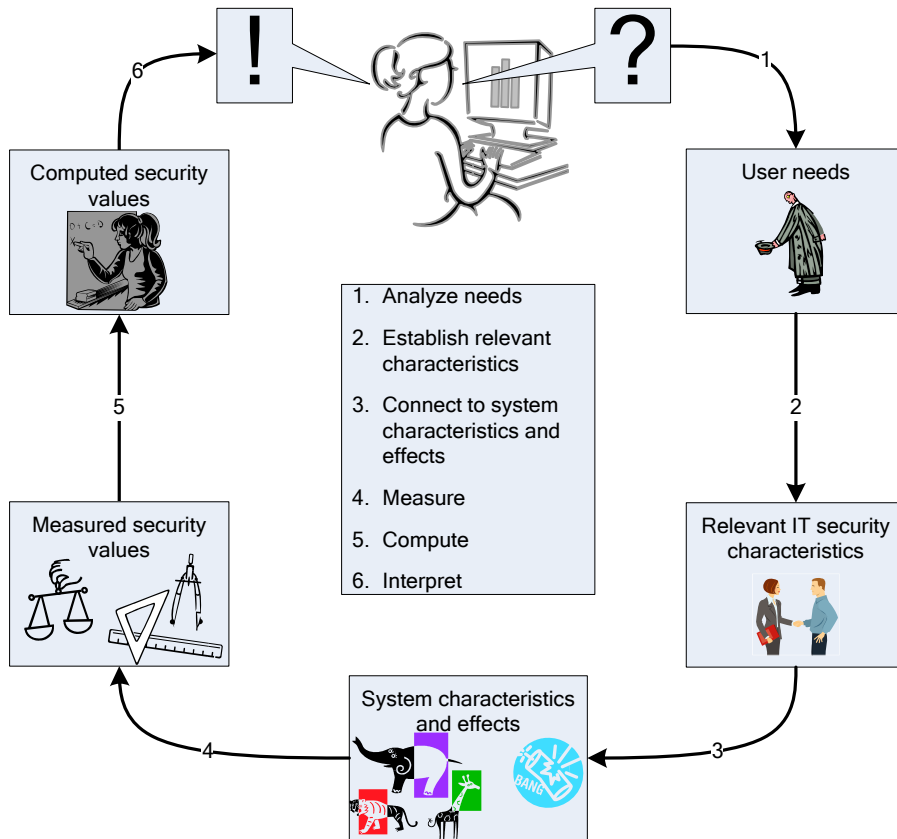 !
?
6
1
Computed security
values
D + C = D
User needs
1. Analyze needs
2. Establish relevant
characteristics
3. Connect to system
characteristics and
effects
4. Measure
5. Compute
6. Interpret
5
2
Measured security
values
Relevant IT security
characteristics
System characteristics
and effects
BANG
4
3